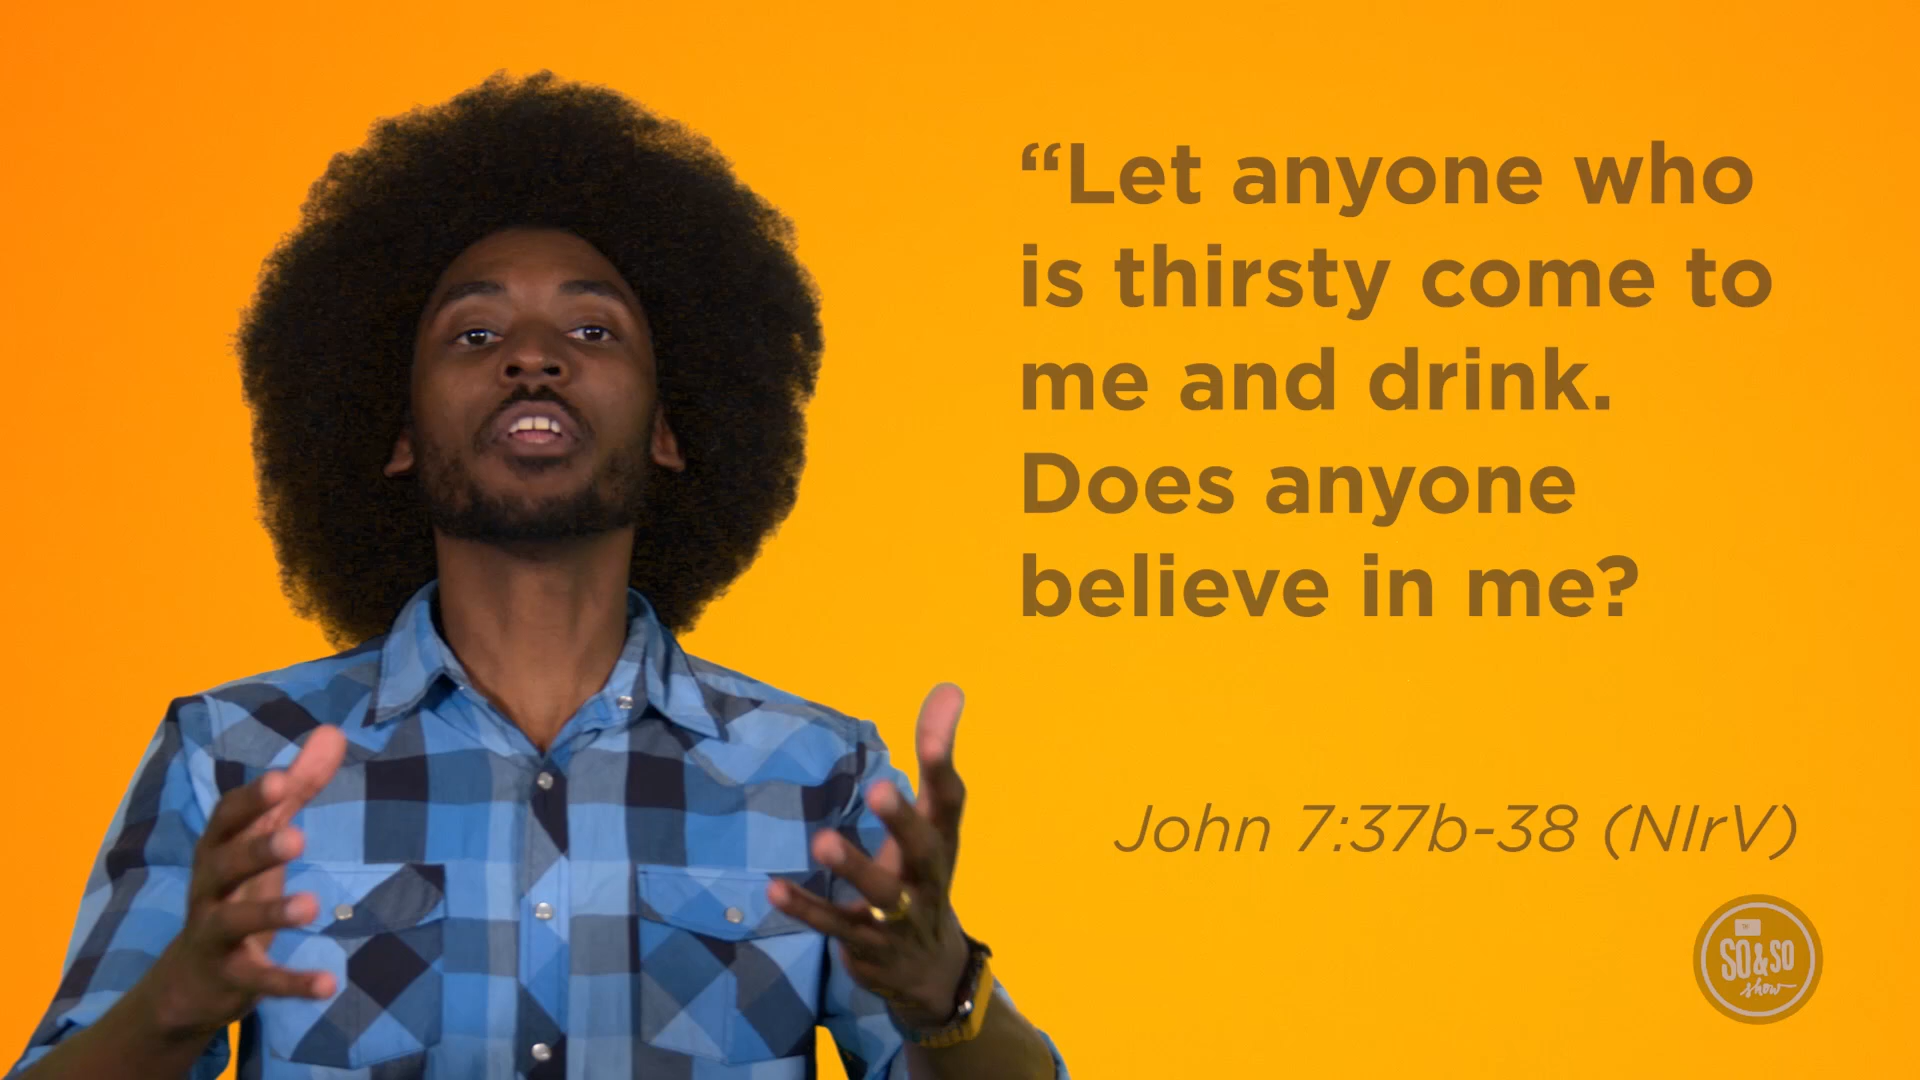 “Let anyone who
is thirsty come to
me and drink.
Does anyone
believe in me?
John 7:37b-38 (NIrV)
SO & SO
show